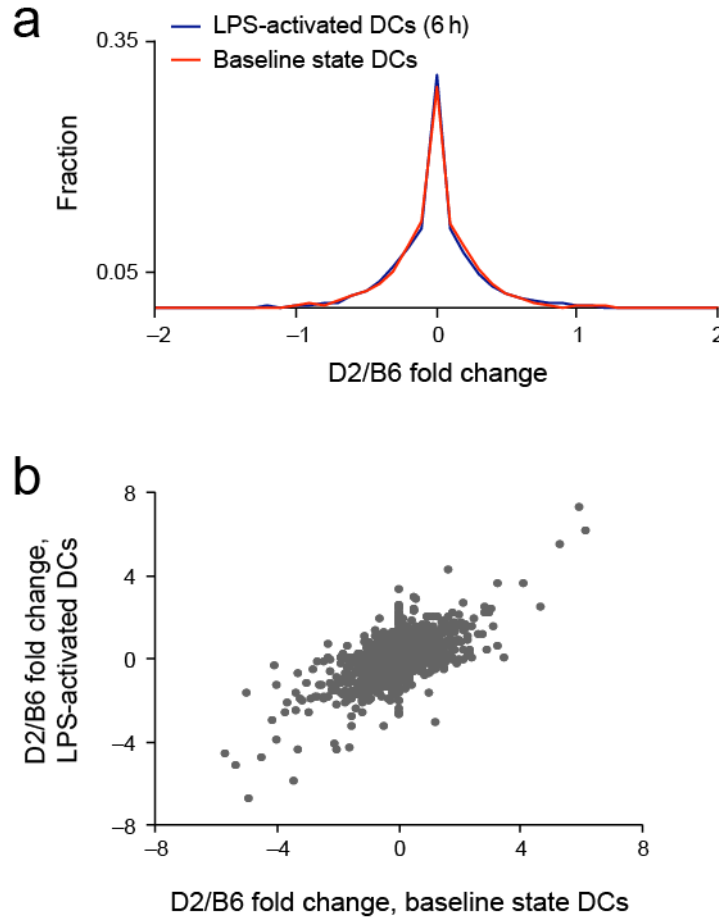 a
LPS-activated DCs (6 h)
Baseline state DCs
0.35
0.05
Fraction
–2
–1
0
1
2
D2/B6 fold change
b
8
4
0
–4
–8
D2/B6 fold change,
LPS-activated DCs
–8
–4
0
4
8
D2/B6 fold change, baseline state DCs